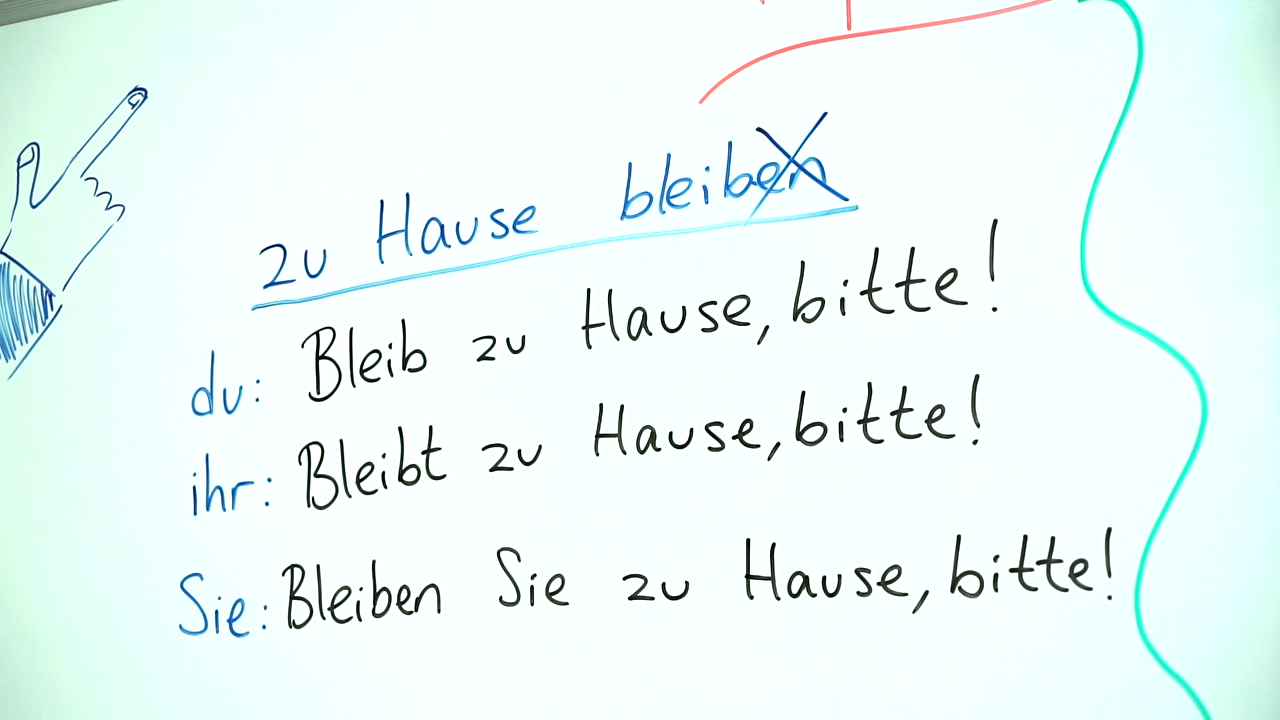 zu Hause bleiben
du: Bleib zu Hause, bitte!
ihr: Bleibt zu Hause, bitte!
Sie: Bleiben Sie zu Hause, bitte!